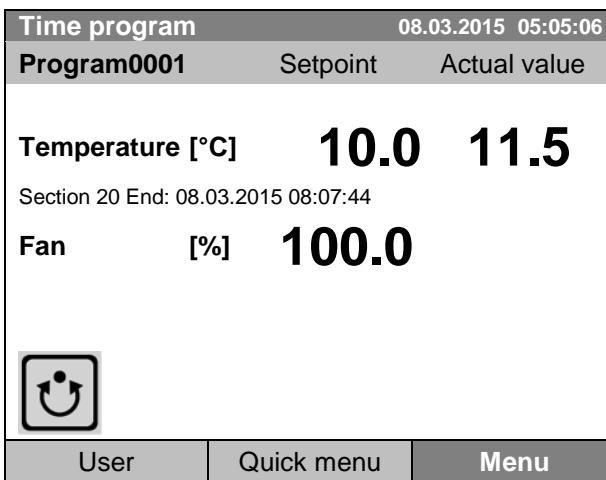 Time program 08.03.2015 05:05:06
Program0001 Setpoint Actual value
Temperature [°C] 10.0 11.5
Section 20 End: 08.03.2015 08:07:44
Fan [%] 100.0
User Quick menu Menu